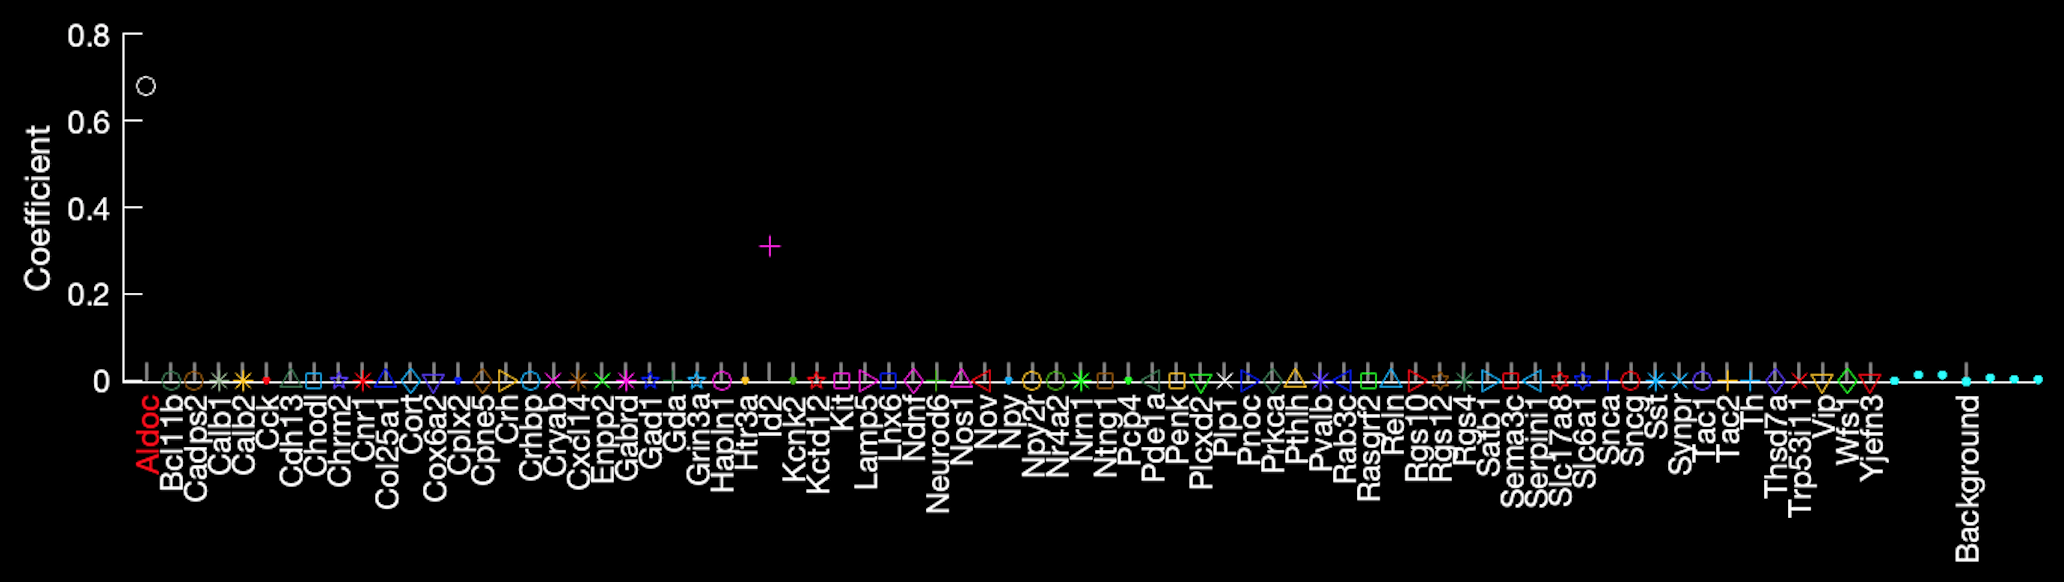 Coefficient
0.8
0.6
0.4
0.2
0
Aldoc
Bcl11b
Cadps2
Calb1
Calb2
Cck
Cdh13
Chodl
Chrm2
Cnr1
Col25a1
Cort
Cox6a2
Cplx2
Cpne5
Crh
Crhbp
Cryab
Cxcl14
Enpp2
Gabrd
Gad1
Gda
Grin3a
Hapln1
Htr3a
Id2
Kcnk2
Kctd12
Kit
Lamp5
Lhx6
Ndnf
Neurod6
Nos1
Nov
Npy
Npy2r
Nr4a2
Nrn1
Ntng1
Pcp4
Pde1a
Penk
Plcxd2
Plp1
Pnoc
Prkca
Pthlh
Pvalb
Rab3c
Rasgrf2
Reln
Rgs10
Rgs12
Rgs4
Satb1
Sema3c
Serpini1
Slc17a8
Slc6a1
Snca
Sncg
Sst
Synpr
Tac1
Tac2
Th
Thsd7a
Trp53i11
Vip
Wfs1
Yjefn3
Background